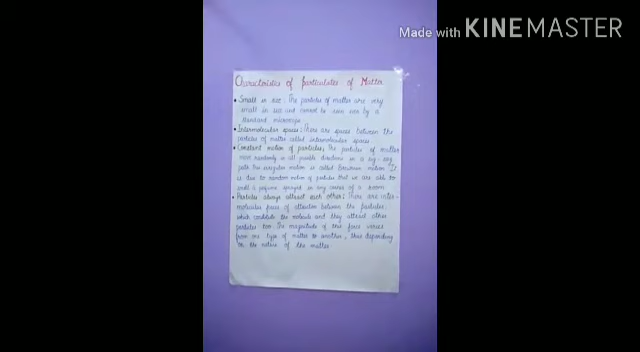 Made with KINEMASTER
Characteristics of Particulates of Matter
• Small in size: The particles of matter are very
small in size and cannot be seen even by a
standard microscope
• Intermolecular spaces: There are spaces between the
particles of matter called intermolecular spaces
• Constant motion of particles: The particles of matter
move randomly in all possible directions in a zig-zag
path This irregular motion is called Brownian motion It
is due to random motion of particles that we are able to
smell a perfume sprayed in any corner of a room
• Particles always attract each other: There are inter-
molecular forces of attraction between the particles,
which constitute the molecule and they attract other
particles too The magnitude of this force varies
from one type of matter to another, thus depending
on the nature of the matter